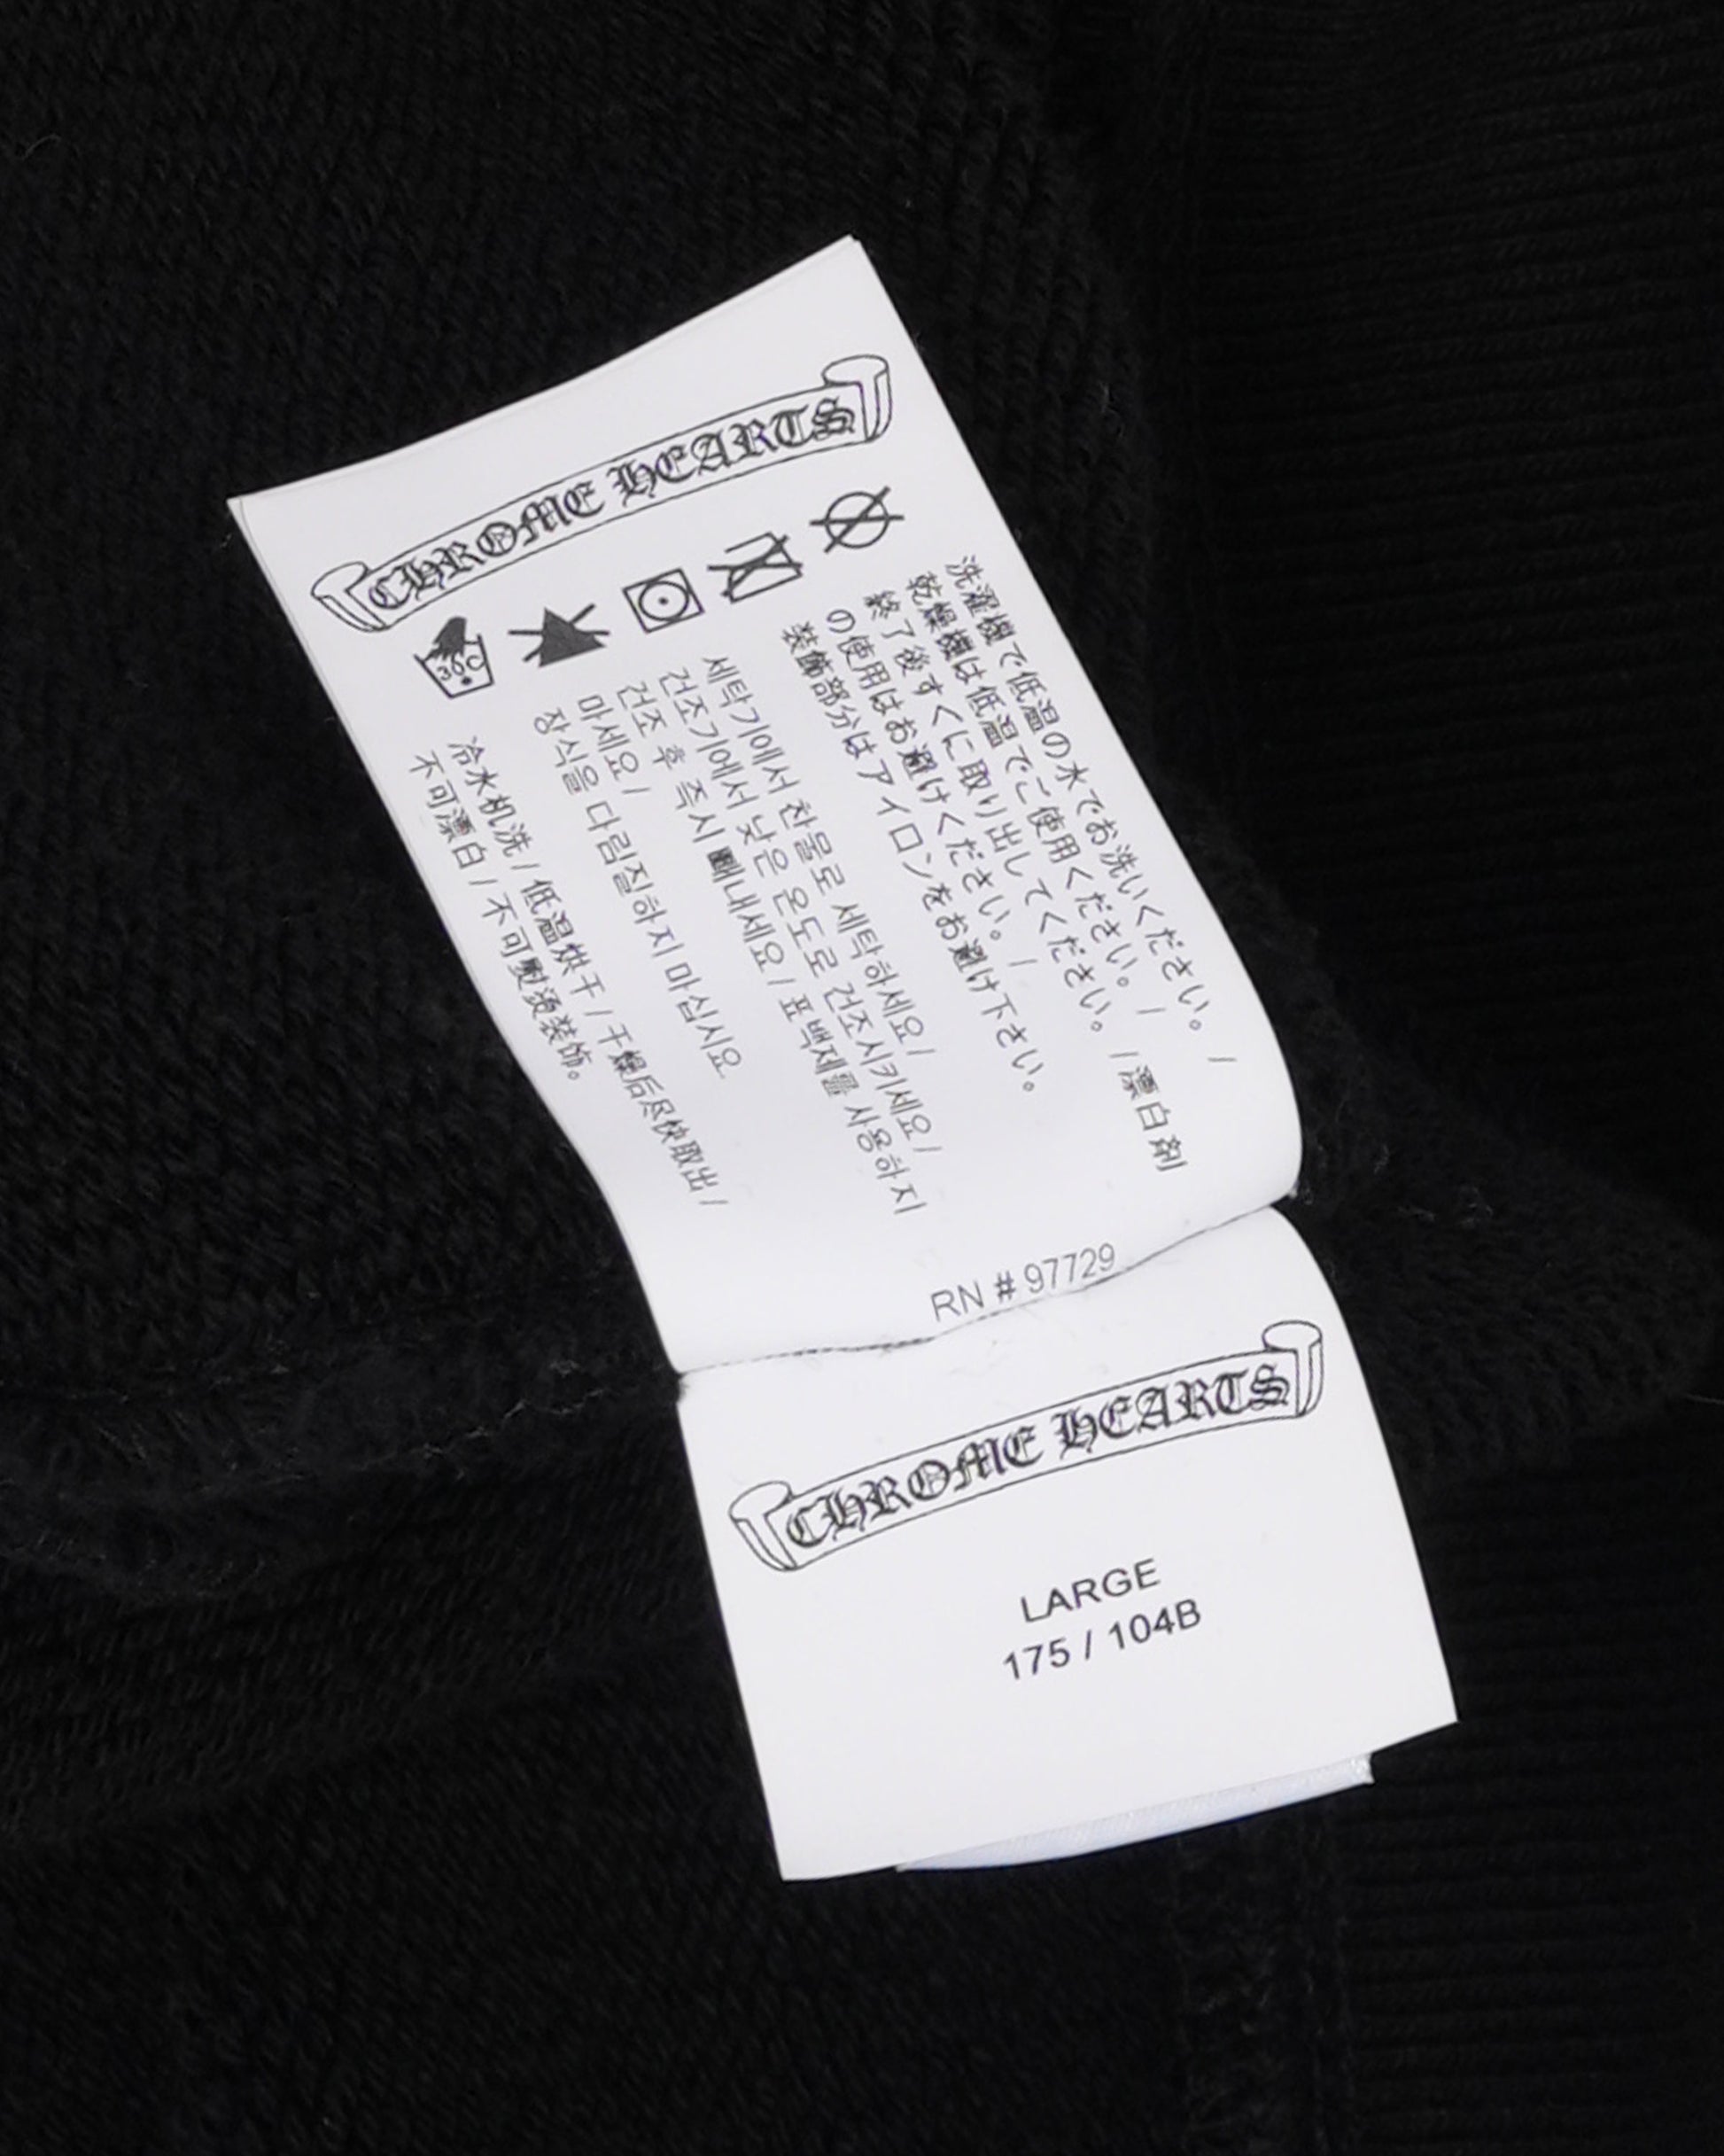 CHROME HEARTS
30C
洗濯機で低温の水でお洗いください。 /
乾燥機は低温でご使用ください。 /
終了後すぐに取り出してください。 /漂白剤
の使用はお避けください。 /
装飾部分はアイロンをお避け下さい。
세탁기에서 찬물로 세탁하세요 /
건조기에서 낮은 온도로 건조시키세요 /
건조 후 즉시 빼내세요 / 표백제를 사용하지
마세요 /
장식을 다림질하지 마십시요
冷水机洗 / 低温烘干 / 干燥后尽快取出 /
不可漂白 / 不可熨烫装饰。
RN # 97729
CHROME HEARTS
LARGE
175 / 104B